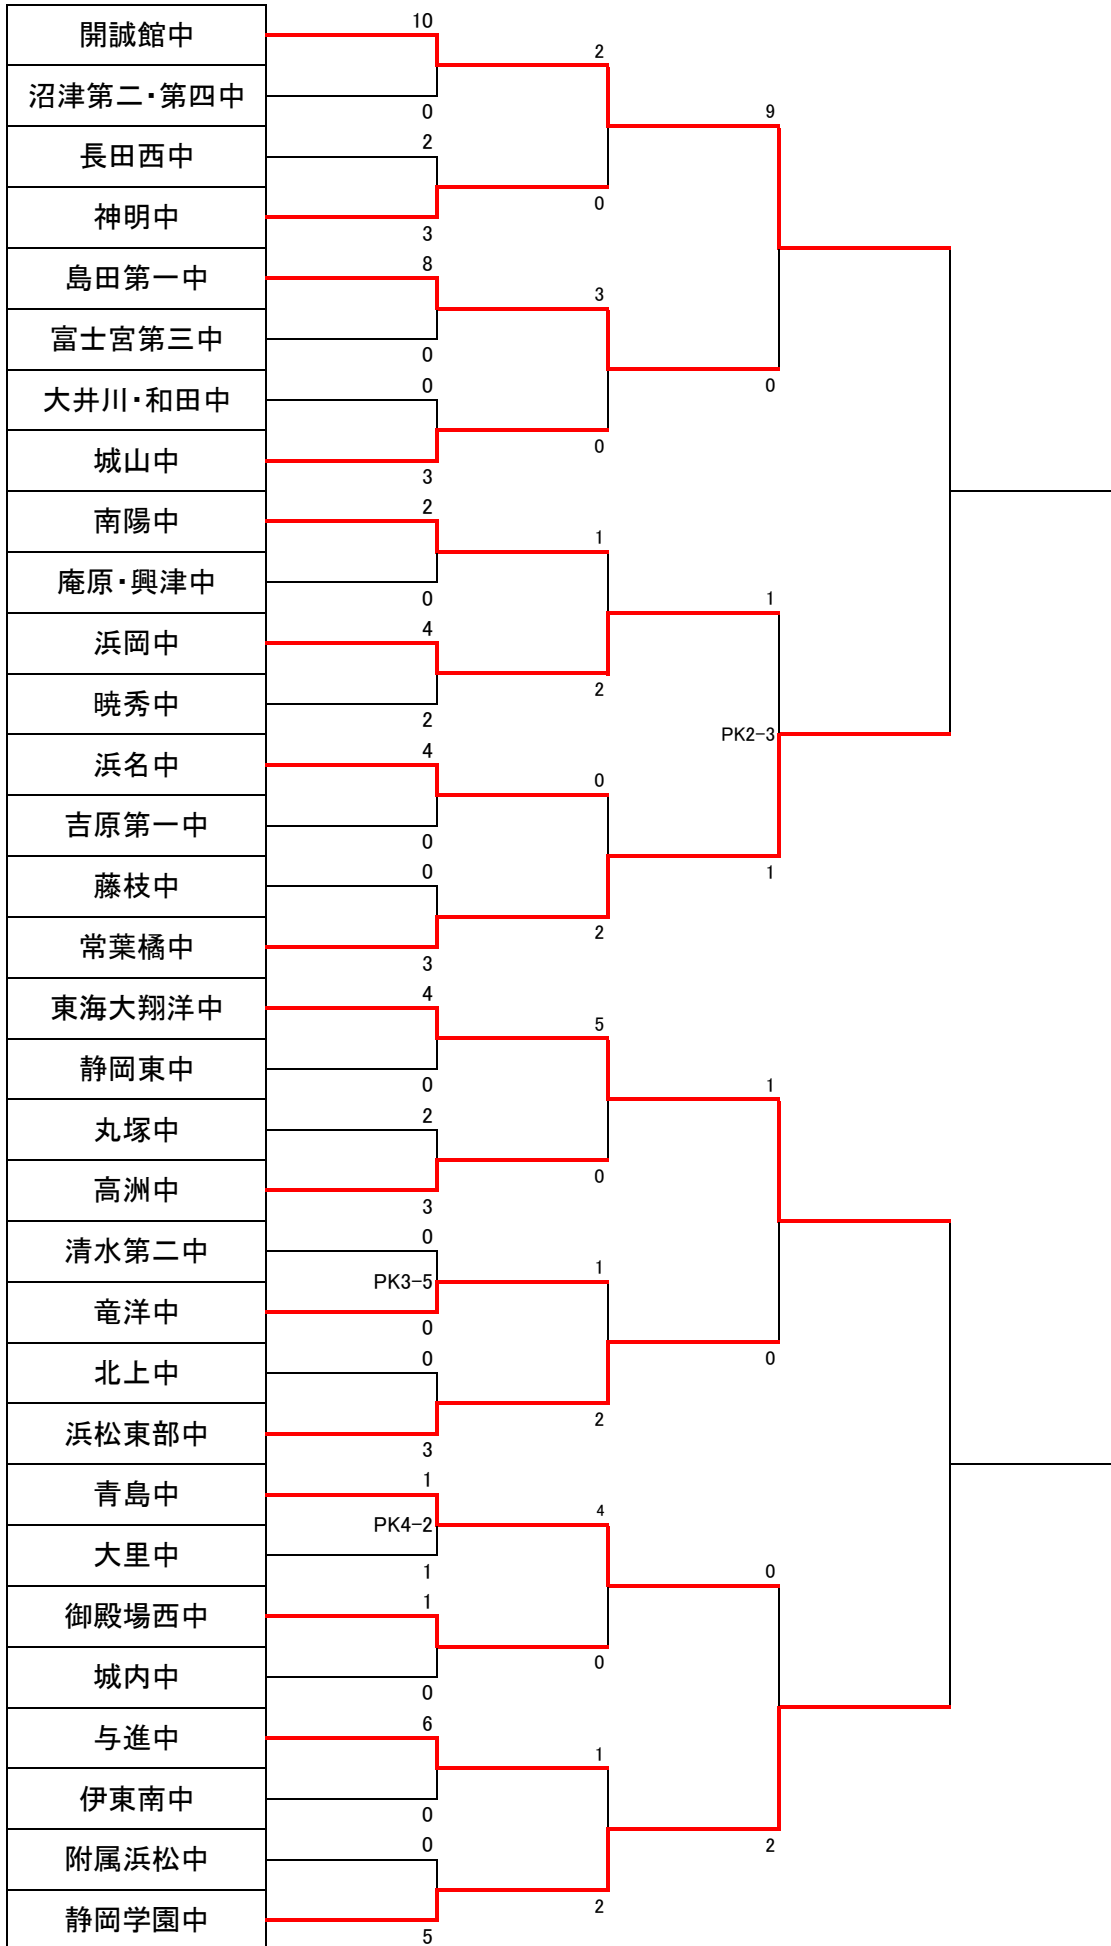 開誠館中
10
2
沼津第二・第四中
0
9
長田西中
2
神明中
3
0
島田第一中
8
3
富士宮第三中
0
大井川・和田中
0
0
城山中
3
0
南陽中
2
1
庵原・興津中
0
1
浜岡中
4
暁秀中
2
2
PK2-3
浜名中
4
0
吉原第一中
0
藤枝中
0
1
常葉橘中
3
2
東海大翔洋中
4
5
静岡東中
0
1
丸塚中
2
高洲中
3
0
清水第二中
0
PK3-5
1
竜洋中
0
北上中
0
0
浜松東部中
3
2
青島中
1
4
PK4-2
大里中
1
0
御殿場西中
1
城内中
0
0
与進中
6
1
伊東南中
0
附属浜松中
0
2
静岡学園中
5
2